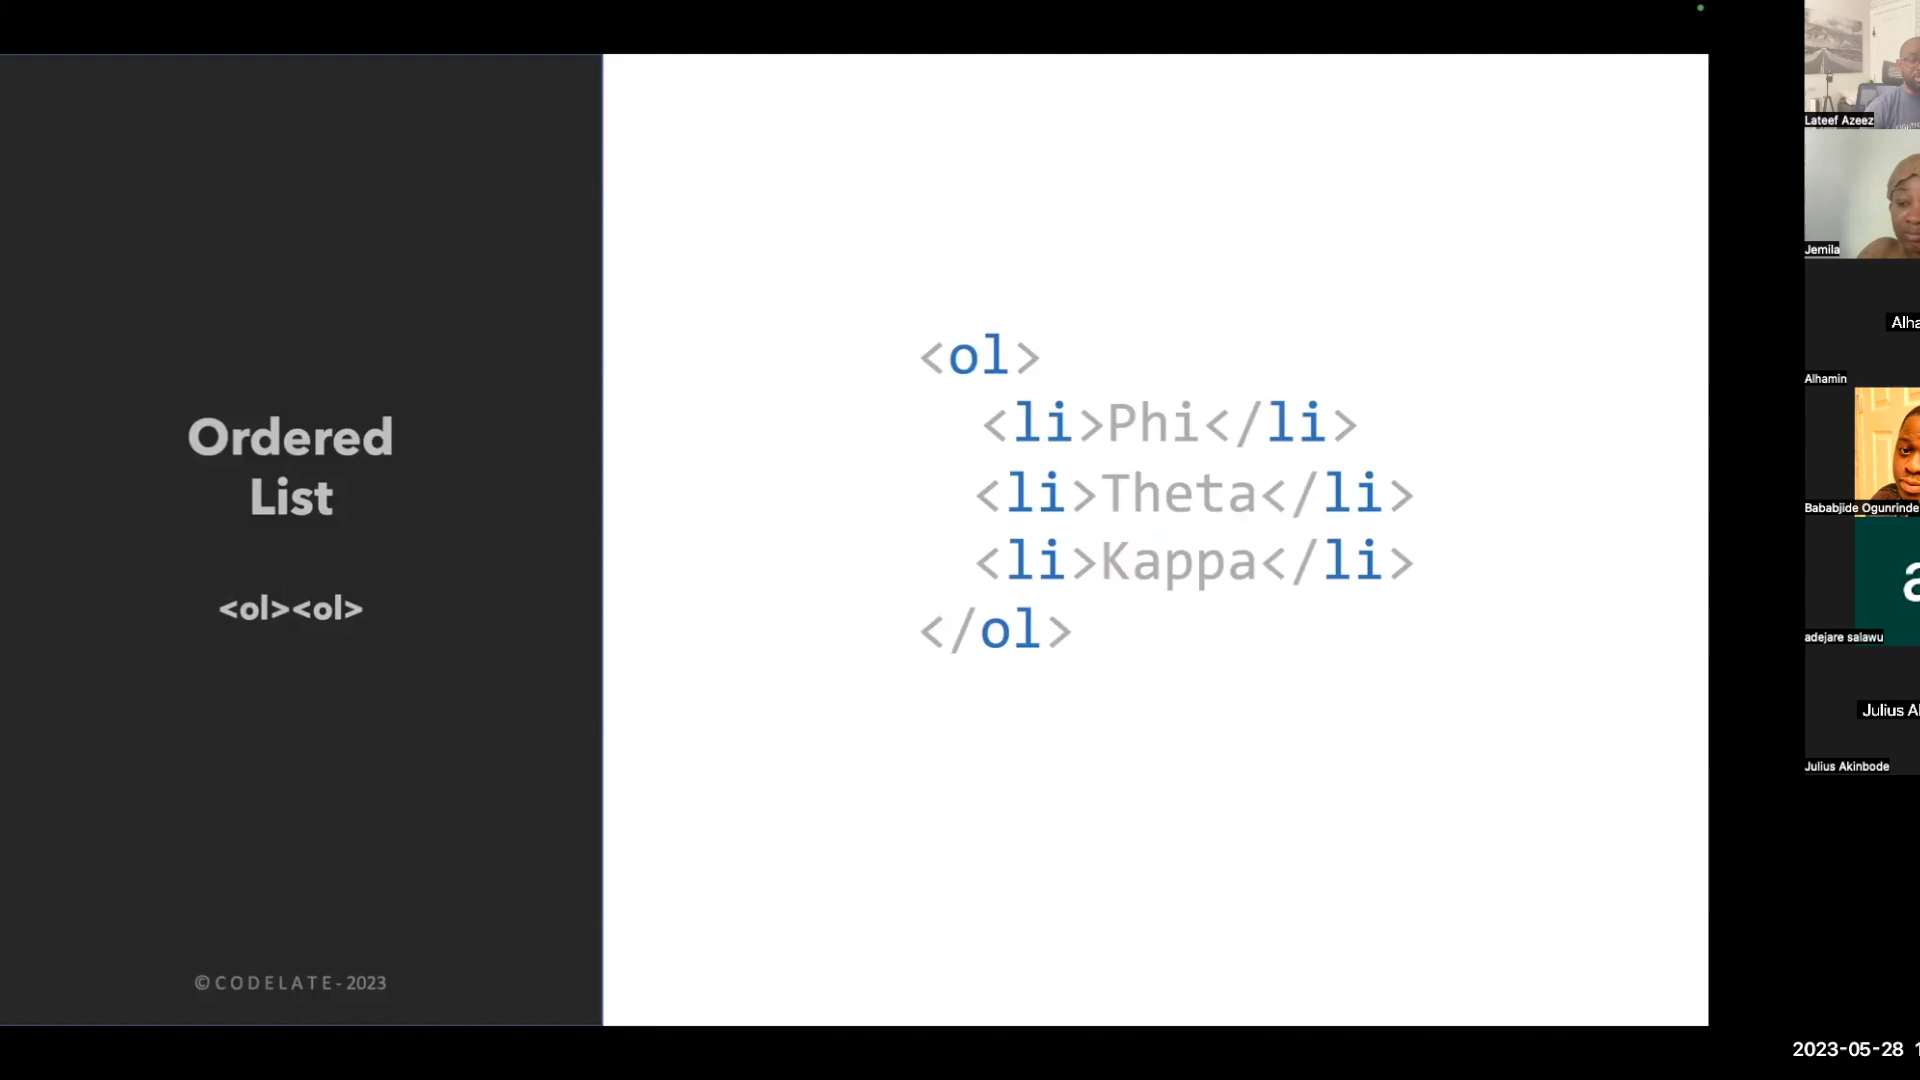 Ordered
List
<ol><ol>
©CODELATE-2023
<ol>
<li>Phi</li>
<li>Theta</li>
<li>Kappa</li>
</ol>
Lateef Azeez
Jemila
Alhamin
Bababjide Ogunrinde
a
adejare salawu
Julius
Julius Akinbode
2023-05-28